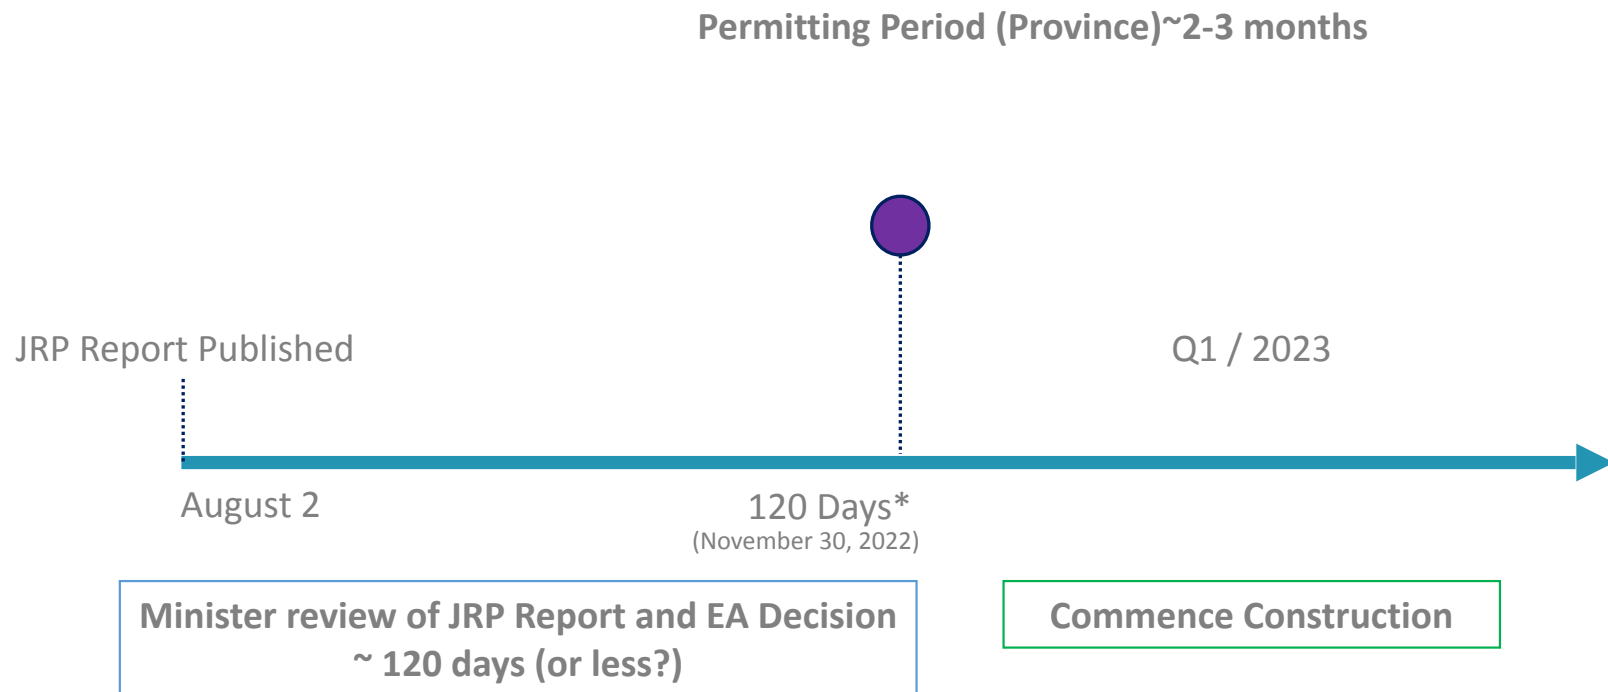 Permitting Period (Province)~2-3 months
JRP Report Published
Q1 / 2023
August 2
120 Days*
(November 30, 2022)
Minister review of JRP Report and EA Decision
~ 120 days (or less?)
Commence Construction